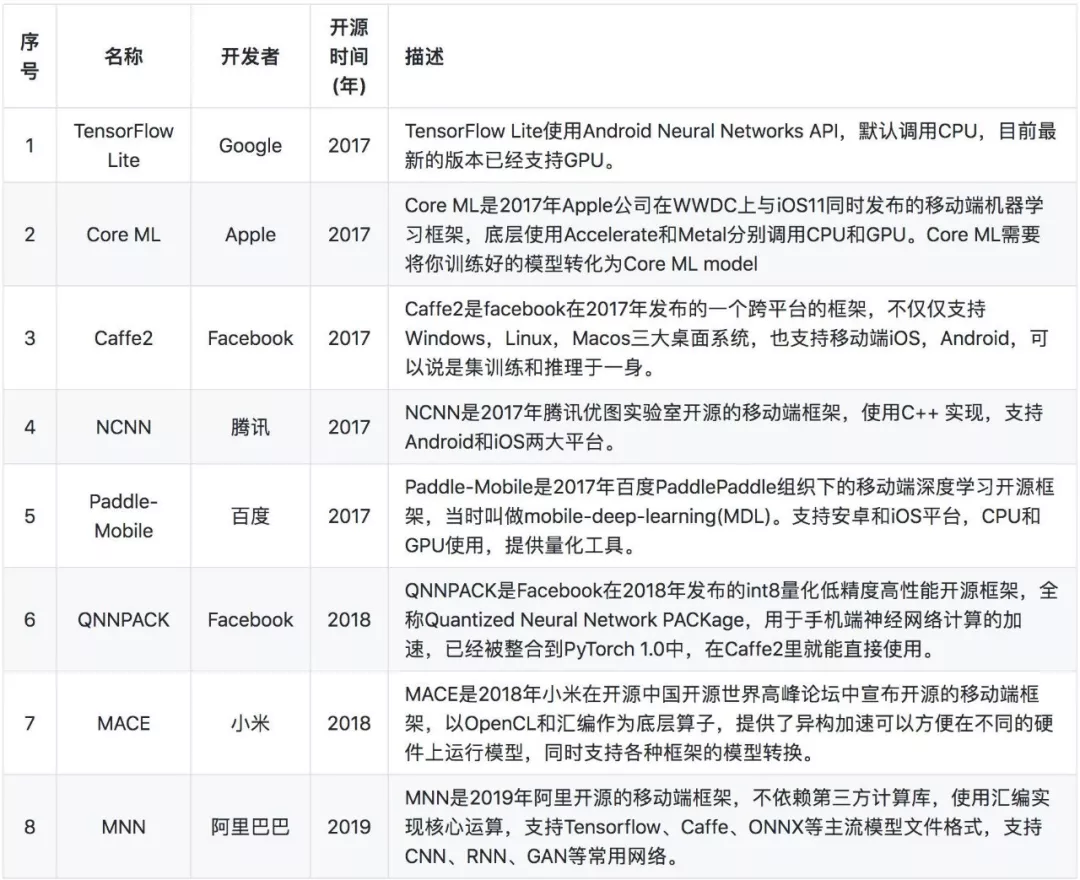 序号
名称
开发者
开源时间(年)
描述
1
TensorFlow
Lite
Google
2017
TensorFlow Lite使用Android Neural Networks API，默认调用CPU，目前最
新的版本已经支持GPU。
2
Core ML
Apple
2017
Core ML是2017年Apple公司在WWDC上与iOS11同时发布的移动端机器学
习框架，底层使用Accelerate和Metal分别调用CPU和GPU。Core ML需要
将你训练好的模型转化为Core ML model
3
Caffe2
Facebook
2017
Caffe2是facebook在2017年发布的一个跨平台的框架，不仅仅支持
Windows，Linux，Macos三大桌面系统，也支持移动端iOS，Android，可
以说是集训练和推理于一身。
4
NCNN
腾讯
2017
NCNN是2017年腾讯优图实验室开源的移动端框架，使用C++ 实现，支持
Android和iOS两大平台。
5
Paddle-
Mobile
百度
2017
Paddle-Mobile是2017年百度PaddlePaddle组织下的移动端深度学习开源框
架，当时叫做mobile-deep-learning(MDL)。支持安卓和iOS平台，CPU和
GPU使用，提供量化工具。
6
QNNPACK
Facebook
2018
QNNPACK是Facebook在2018年发布的int8量化低精度高性能开源框架，全
称Quantized Neural Network PACKage，用于手机端神经网络计算的加
速，已经被整合到PyTorch 1.0中，在Caffe2里就能直接使用。
7
MACE
小米
2018
MACE是2018年小米在开源中国开源世界高峰论坛中宣布开源的移动端框
架，以OpenCL和汇编作为底层算子，提供了异构加速可以方便在不同的硬
件上运行模型，同时支持各种框架的模型转换。
8
MNN
阿里巴巴
2019
MNN是2019年阿里开源的移动端框架，不依赖第三方计算库，使用汇编实
现核心运算，支持Tensorflow、Caffe、ONNX等主流模型文件格式，支持
CNN、RNN、GAN等常用网络。